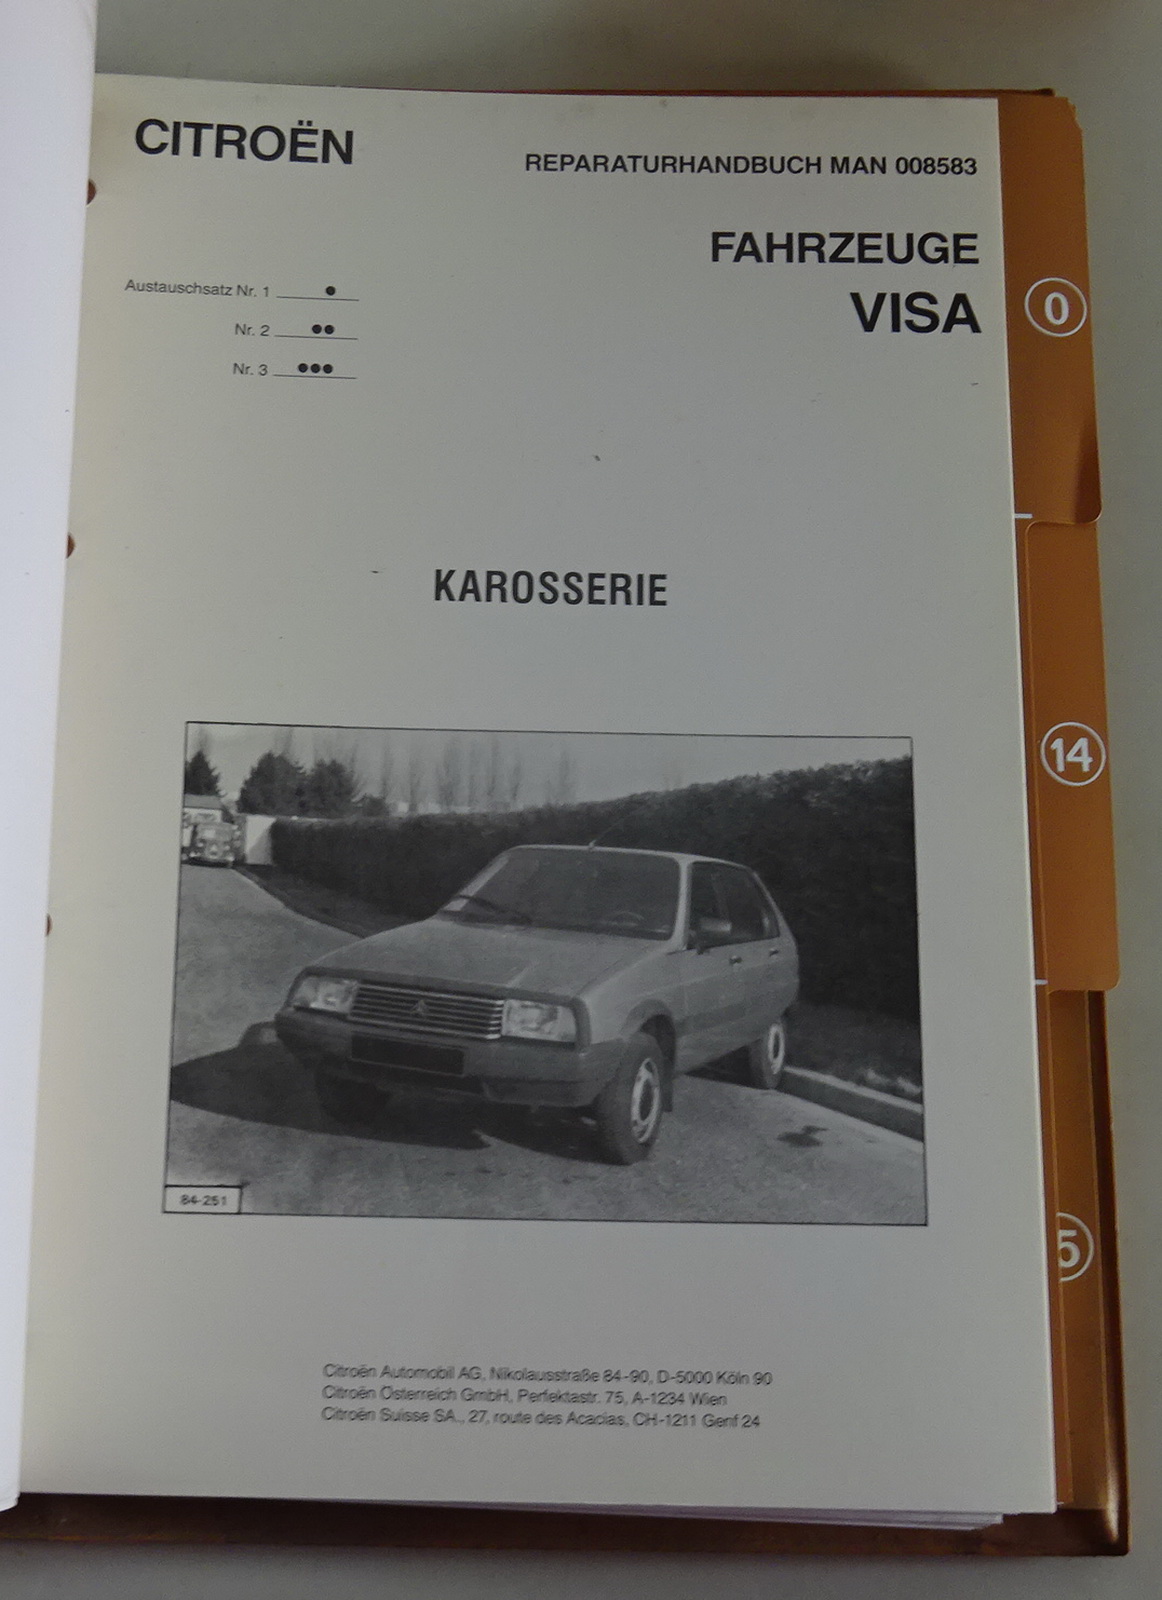 CITROËN
REPARATURHANDBUCH MAN 008583
FAHRZEUGE
VISA
Austauschsatz Nr. 1 ●
Nr. 2 ●●
Nr. 3 ●●●
KAROSSERIE
84-251
Citroën Automobil AG, Nikolausstraße 84-90, D-5000 Köln 90
Citroën Österreich GmbH, Perfektastr. 75, A-1234 Wien
Citroën Suisse SA., 27, route des Acacias, CH-1211 Genf 24
0
14
5